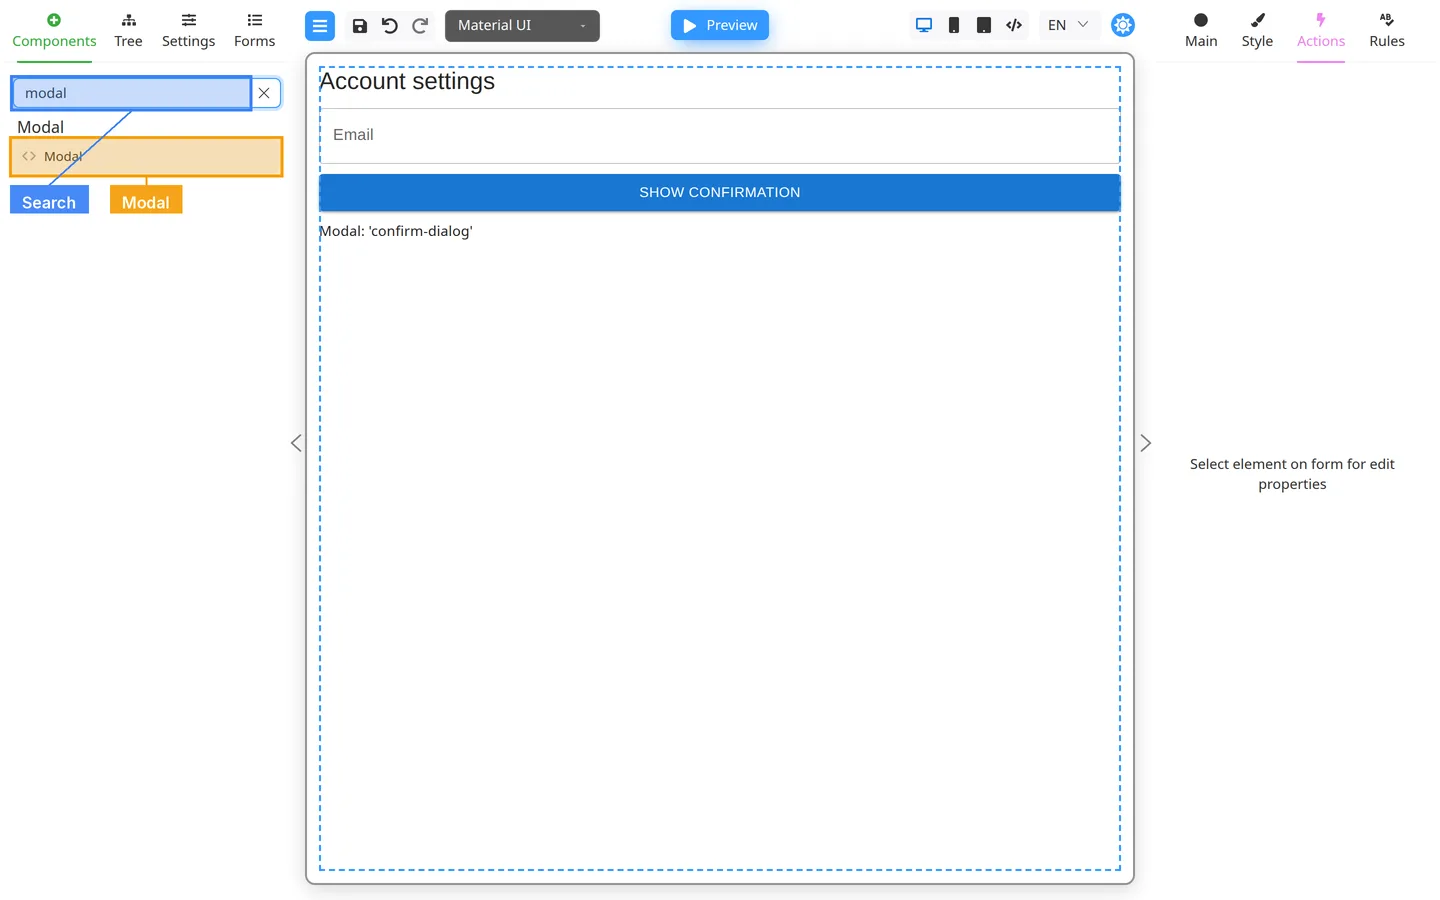 Components Tree Settings Forms
Material UI
Preview
EN
Main Style Actions Rules
modal
Modal
Modal
Search Modal
Account settings
Email
SHOW CONFIRMATION
Modal: 'confirm-dialog'
Select element on form for edit
properties